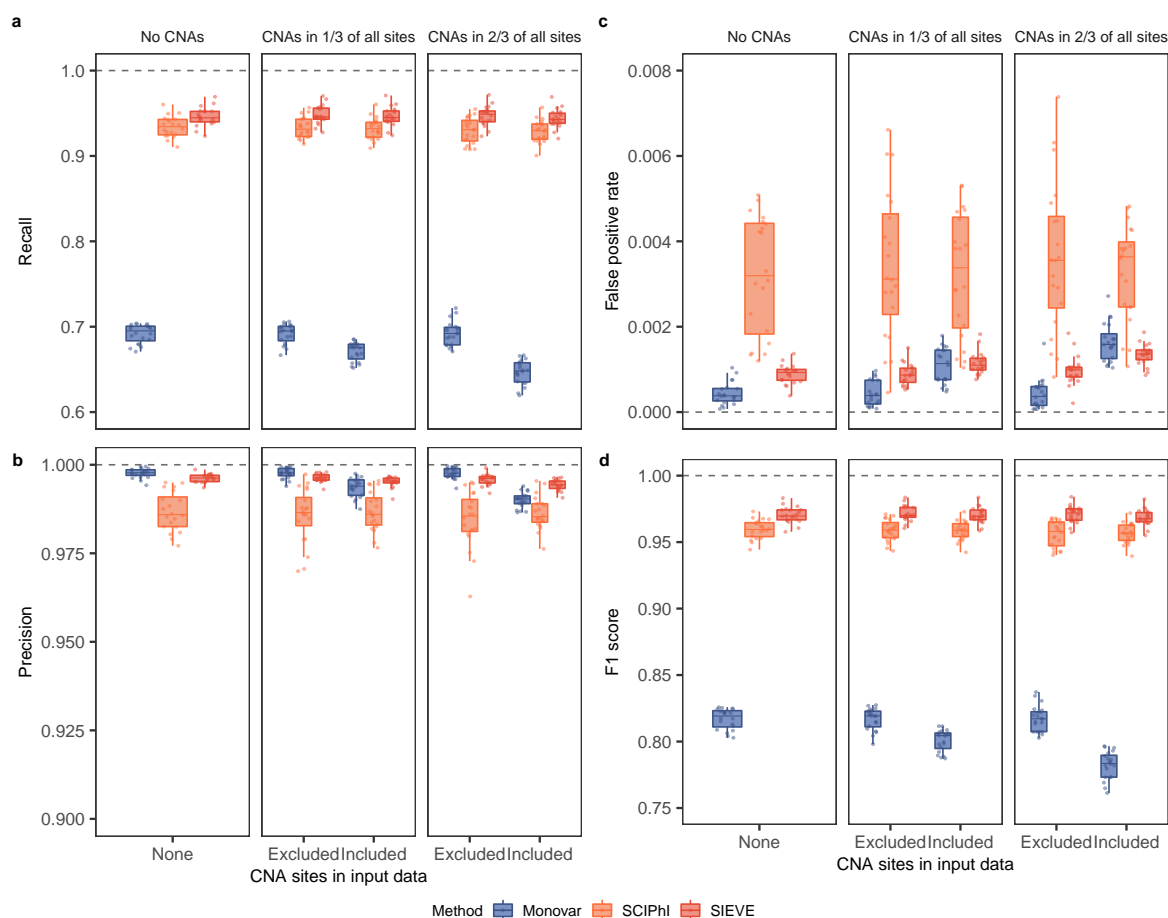 a
No CNAs
CNAs in 1/3 of all sites
CNAs in 2/3 of all sites
1.0
0.9
0.8
0.7
0.6
Recall
b
1.000
0.975
0.950
0.925
0.900
Precision
None
Excluded Included
Excluded Included
CNA sites in input data
c
No CNAs
CNAs in 1/3 of all sites
CNAs in 2/3 of all sites
0.008
0.006
0.004
0.002
0.000
False positive rate
d
1.00
0.95
0.90
0.85
0.80
0.75
F1 score
None
Excluded Included
Excluded Included
CNA sites in input data
Method Monovar SCIPhI SIEVE